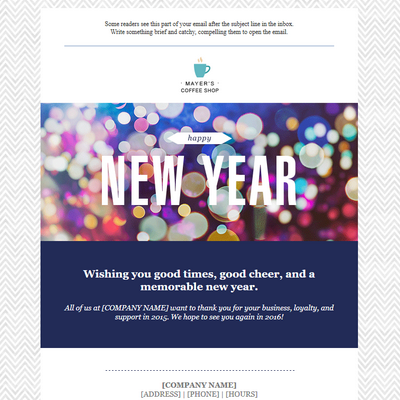 Some readers see this part of your email after the subject line in the inbox.
Write something brief and catchy, compelling them to open the email.
· MAYER'S ·
COFFEE SHOP
happy
NEW YEAR
Wishing you good times, good cheer, and a
memorable new year.
All of us at [COMPANY NAME] want to thank you for your business, loyalty, and
support in 2015. We hope to see you again in 2016!
[COMPANY NAME]
[ADDRESS] | [PHONE] | [HOURS]